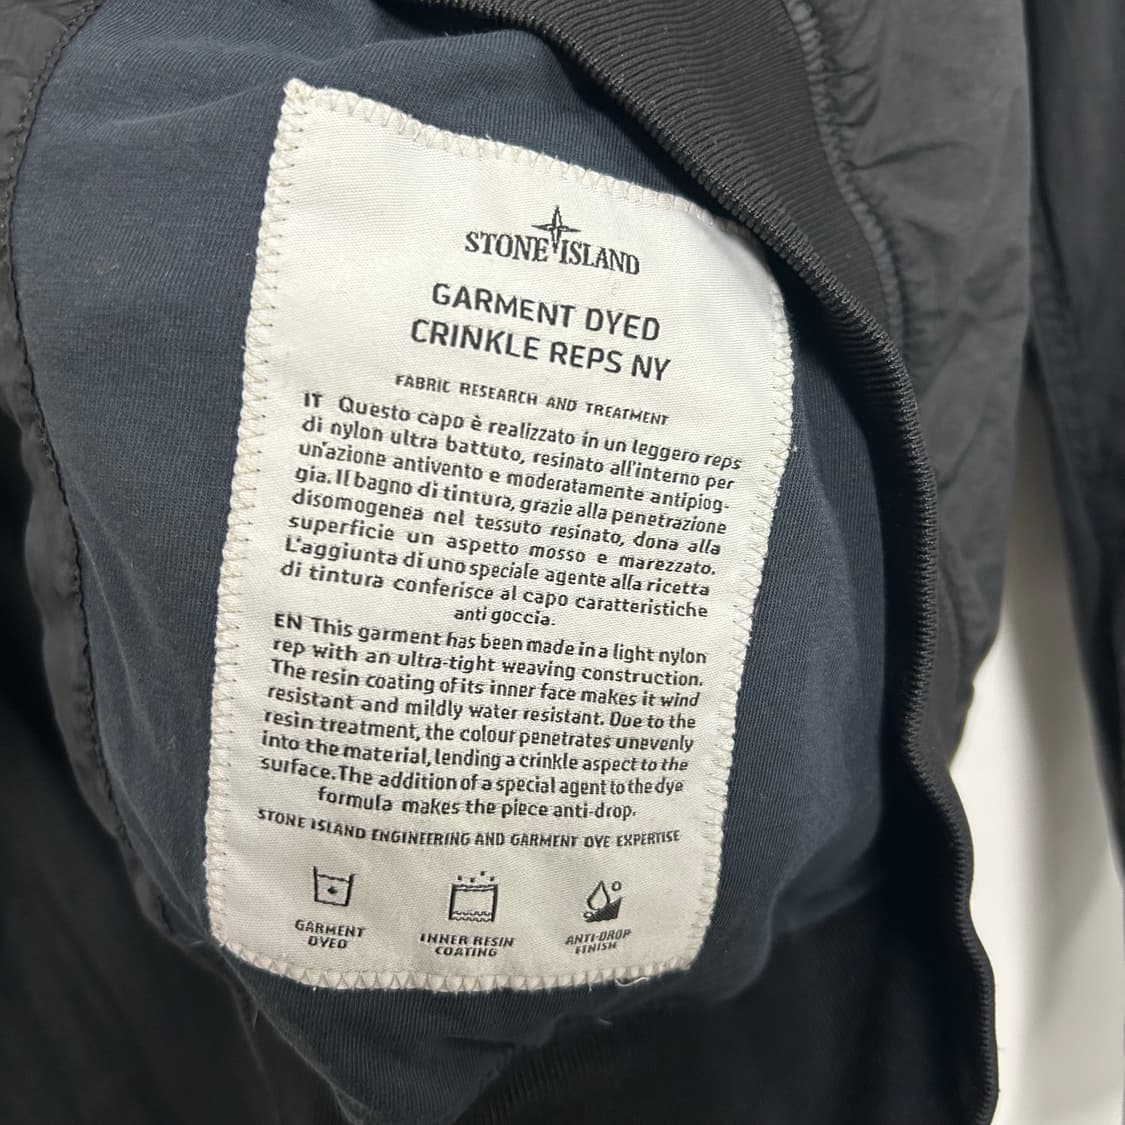 STONE ISLAND
GARMENT DYED
CRINKLE REPS NY
FABRIC RESEARCH AND TREATMENT
IT Questo capo è realizzato in un leggero reps
di nylon ultra battuto, resinato all'interno per
un'azione antivento e moderatamente antipiog-
gia. Il bagno di tintura, grazie alla penetrazione
disomogenea nel tessuto resinato, dona alla
superficie un aspetto mosso e marezzato.
L'aggiunta di uno speciale agente alla ricetta
di tintura conferisce al capo caratteristiche
anti goccia.
EN This garment has been made in a light nylon
rep with an ultra-tight weaving construction.
The resin coating of its inner face makes it wind
resistant and mildly water resistant. Due to the
resin treatment, the colour penetrates unevenly
into the material, lending a crinkle aspect to the
surface. The addition of a special agent to the dye
formula makes the piece anti-drop.
STONE ISLAND ENGINEERING AND GARMENT DYE EXPERTISE
GARMENT
DYED
INNER RESIN
COATING
ANTI-DROP
FINISH